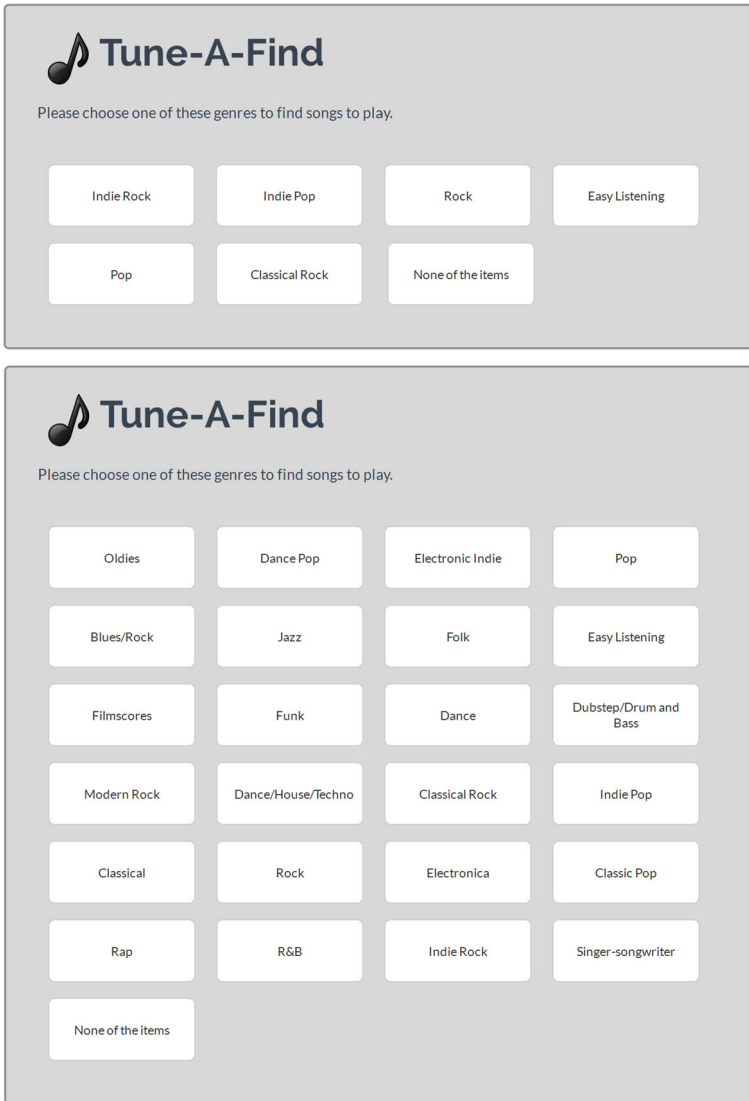 Tune-A-Find
Please choose one of these genres to find songs to play.
Indie Rock
Indie Pop
Rock
Easy Listening
Pop
Classical Rock
None of the items
Tune-A-Find
Please choose one of these genres to find songs to play.
Oldies
Dance Pop
Electronic Indie
Pop
Blues/Rock
Jazz
Folk
Easy Listening
Filmscores
Funk
Dance
Dubstep/Drum and
Bass
Modern Rock
Dance/House/Techno
Classical Rock
Indie Pop
Classical
Rock
Electronica
Classic Pop
Rap
R&B
Indie Rock
Singer-songwriter
None of the items